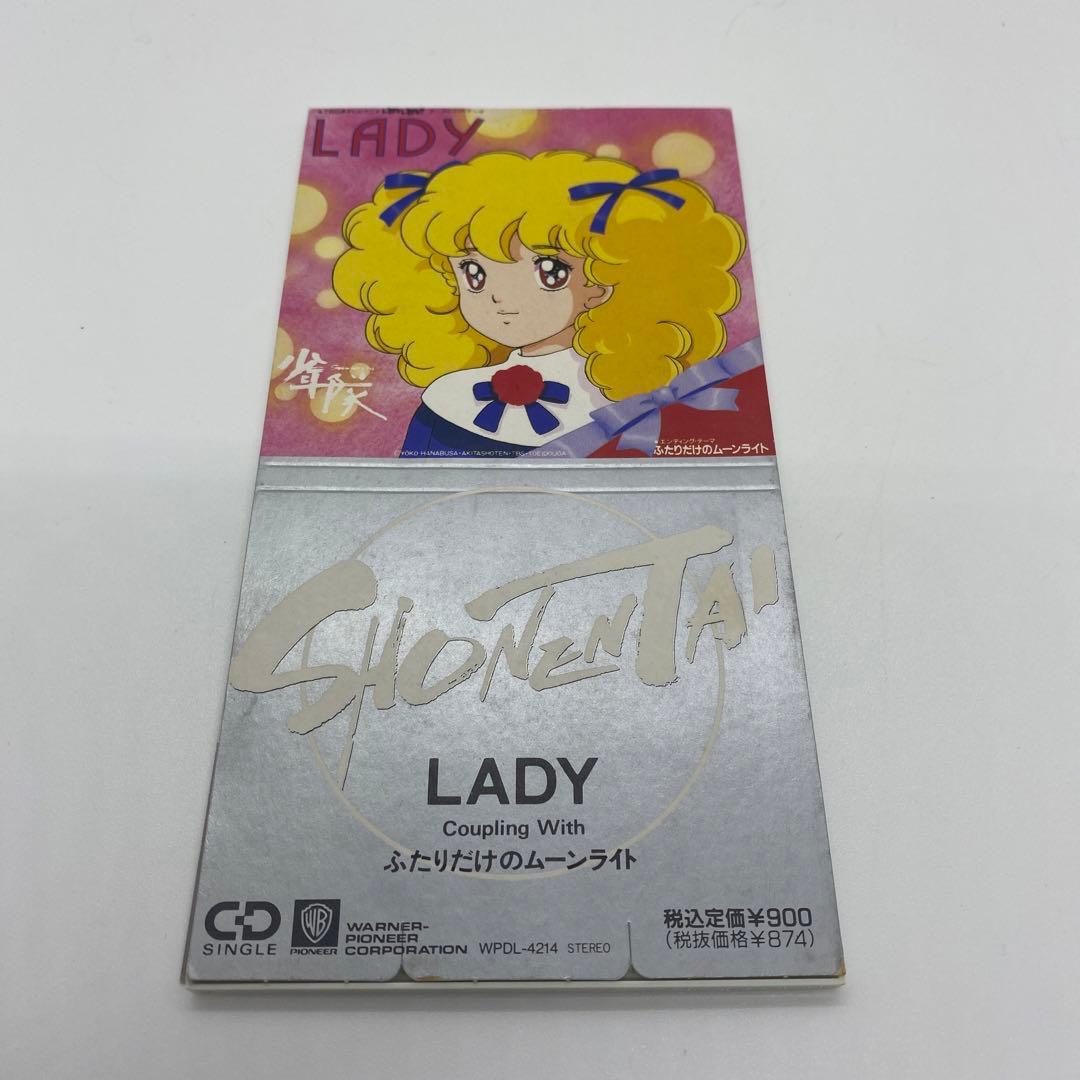 LADY
少年隊
©YOKO HANABUSA・AKITASHOTEN・TBS・TOEIDOUGA
●エンディング・テーマ
ふたりだけのムーンライト
SHONENTAI
LADY
Coupling With
ふたりだけのムーンライト
CD
SINGLE
WB
PIONEER
WARNER-
PIONEER
CORPORATION
WPDL-4214 STEREO
税込定価¥900
(税抜価格¥874)